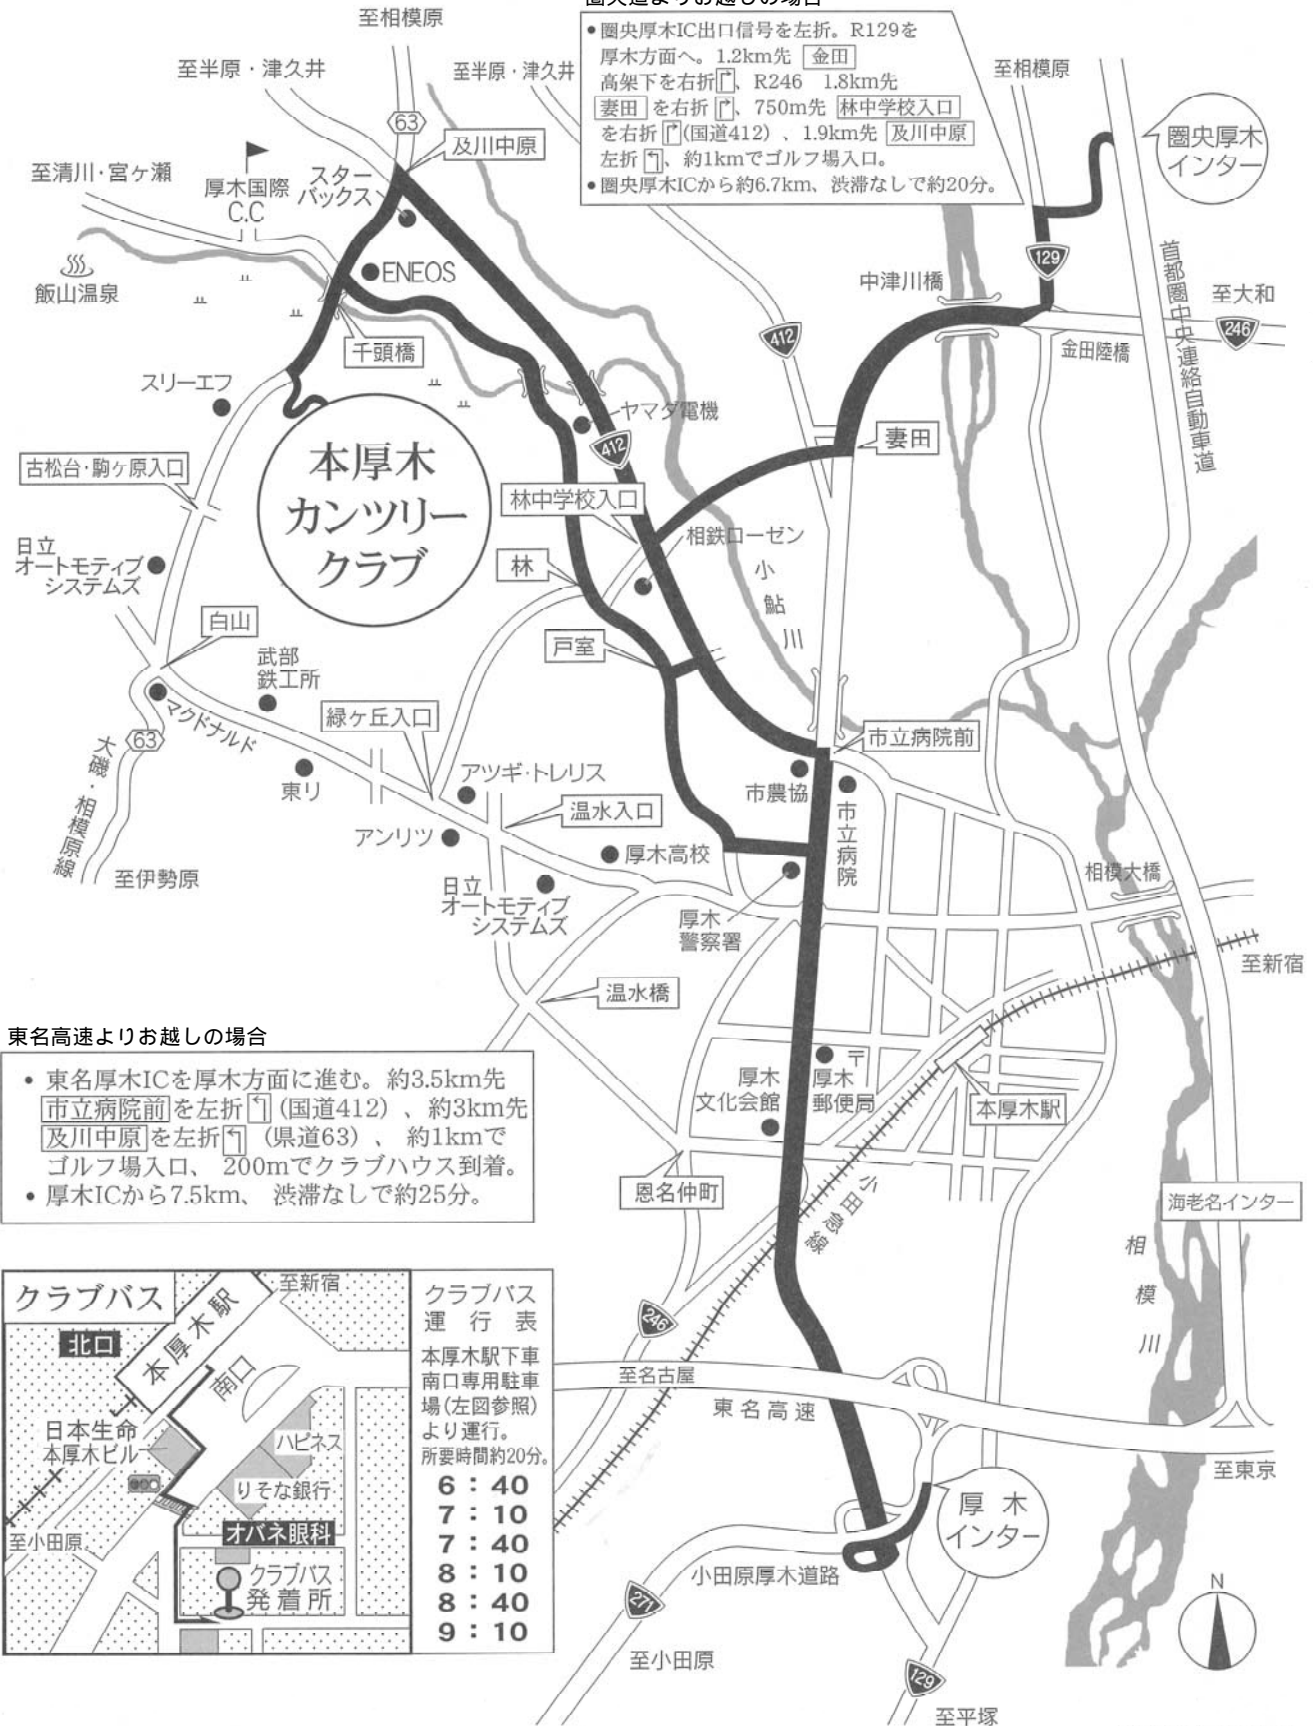 圏央道よりお越しの場合
●圏央厚木IC出口信号を左折。R129を
厚木方面へ。1.2km先 金田
高架下を右折、R246 1.8km先
妻田を右折、750m先 林中学校入口
を右折(国道412)、1.9km先 及川中原
左折、約1kmでゴルフ場入口。
●圏央厚木ICから約6.7km、渋滞なしで約20分。
至相模原
至半原・津久井
至半原・津久井
至相模原
63
及川中原
圏央厚木
インター
至清川・宮ヶ瀬
厚木国際
C.C
スター
バックス
129
ENEOS
飯山温泉
中津川橋
至大和
246
首都圏中央連絡自動車道
412
金田陸橋
千頭橋
スリーエフ
ヤマダ電機
412
妻田
本厚木
カンツリー
クラブ
古松台・駒ヶ原入口
林中学校入口
相鉄ローゼン
日立
オートモティブ
システムズ
林
小鮎川
白山
戸室
武部
鉄工所
マクドナルド
緑ヶ丘入口
63
大磯・相模原線
市立病院前
東リ
アツギ・トレリス
市農協
市立病院
温水入口
アンリツ
厚木高校
至伊勢原
相模大橋
日立
オートモティブ
システムズ
厚木
警察署
至新宿
温水橋
東名高速よりお越しの場合
• 東名厚木ICを厚木方面に進む。約3.5km先
市立病院前を左折(国道412)、約3km先
及川中原を左折(県道63)、約1kmで
ゴルフ場入口、200mでクラブハウス到着。
• 厚木ICから7.5km、渋滞なしで約25分。
〒
厚木
郵便局
厚木
文化会館
本厚木駅
恩名仲町
小田急線
海老名インター
相模川
クラブバス
至新宿
北口
本厚木駅
南口
日本生命
本厚木ビル
ハピネス
りそな銀行
至小田原
オバネ眼科
クラブバス
発着所
クラブバス
運行表
本厚木駅下車
南口専用駐車
場(左図参照)
より運行。
所要時間約20分。
6：40
7：10
7：40
8：10
8：40
9：10
246
至名古屋
東名高速
至東京
厚木
インター
小田原厚木道路
271
至小田原
N
129
至平塚